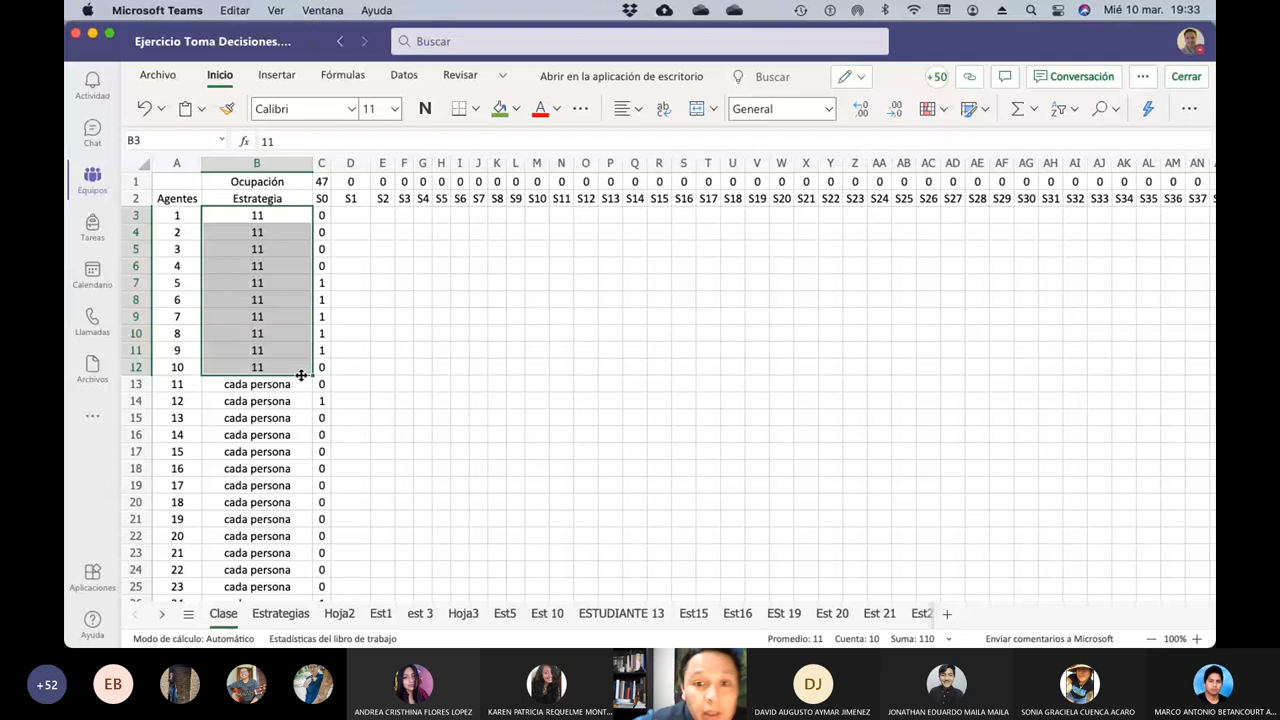 Microsoft Teams Editar Ver Ventana Ayuda Mié 10 mar. 19:33
Ejercicio Toma Decisiones.... Buscar
Archivo Inicio Insertar Fórmulas Datos Revisar Abrir en la aplicación de escritorio Buscar +50 Conversación Cerrar
Calibri 11 N A General
B3 fx 11
A B C D E F G H I J K L M N O P Q R S T U V W X Y Z AA AB AC AD AE AF AG AH AI AJ AK AL AM AN
1 Ocupación 47 0 0 0 0 0 0 0 0 0 0 0 0 0 0 0 0 0 0 0 0 0 0 0 0 0 0 0 0 0 0 0 0 0 0 0 0 0
2 Agentes Estrategia S0 S1 S2 S3 S4 S5 S6 S7 S8 S9 S10 S11 S12 S13 S14 S15 S16 S17 S18 S19 S20 S21 S22 S23 S24 S25 S26 S27 S28 S29 S30 S31 S32 S33 S34 S35 S36 S37
3 1 11 0
4 2 11 0
5 3 11 0
6 4 11 0
7 5 11 1
8 6 11 1
9 7 11 1
10 8 11 1
11 9 11 1
12 10 11 0
13 11 cada persona 0
14 12 cada persona 1
15 13 cada persona 0
16 14 cada persona 0
17 15 cada persona 0
18 16 cada persona 0
19 17 cada persona 0
20 18 cada persona 0
21 19 cada persona 0
22 20 cada persona 0
23 21 cada persona 0
24 22 cada persona 0
25 23 cada persona 0
Actividad
Chat
Equipos
Tareas
Calendario
Llamadas
Archivos
Aplicaciones
Ayuda
Clase Estrategias Hoja2 Est1 est 3 Hoja3 Est5 Est 10 ESTUDIANTE 13 Est15 Est16 ESt 19 Est 20 Est 21 Est2
Modo de cálculo: Automático Estadísticas del libro de trabajo Promedio: 11 Cuenta: 10 Suma: 110 Enviar comentarios a Microsoft 100%
+52 EB DJ
ANDREA CRISTHINA FLORES LOPEZ KAREN PATRICIA REQUELME MONT... DAVID AUGUSTO AYMAR JIMENEZ JONATHAN EDUARDO MAILA MAILA SONIA GRACIELA CUENCA ACARO MARCO ANTONIO BETANCOURT A...